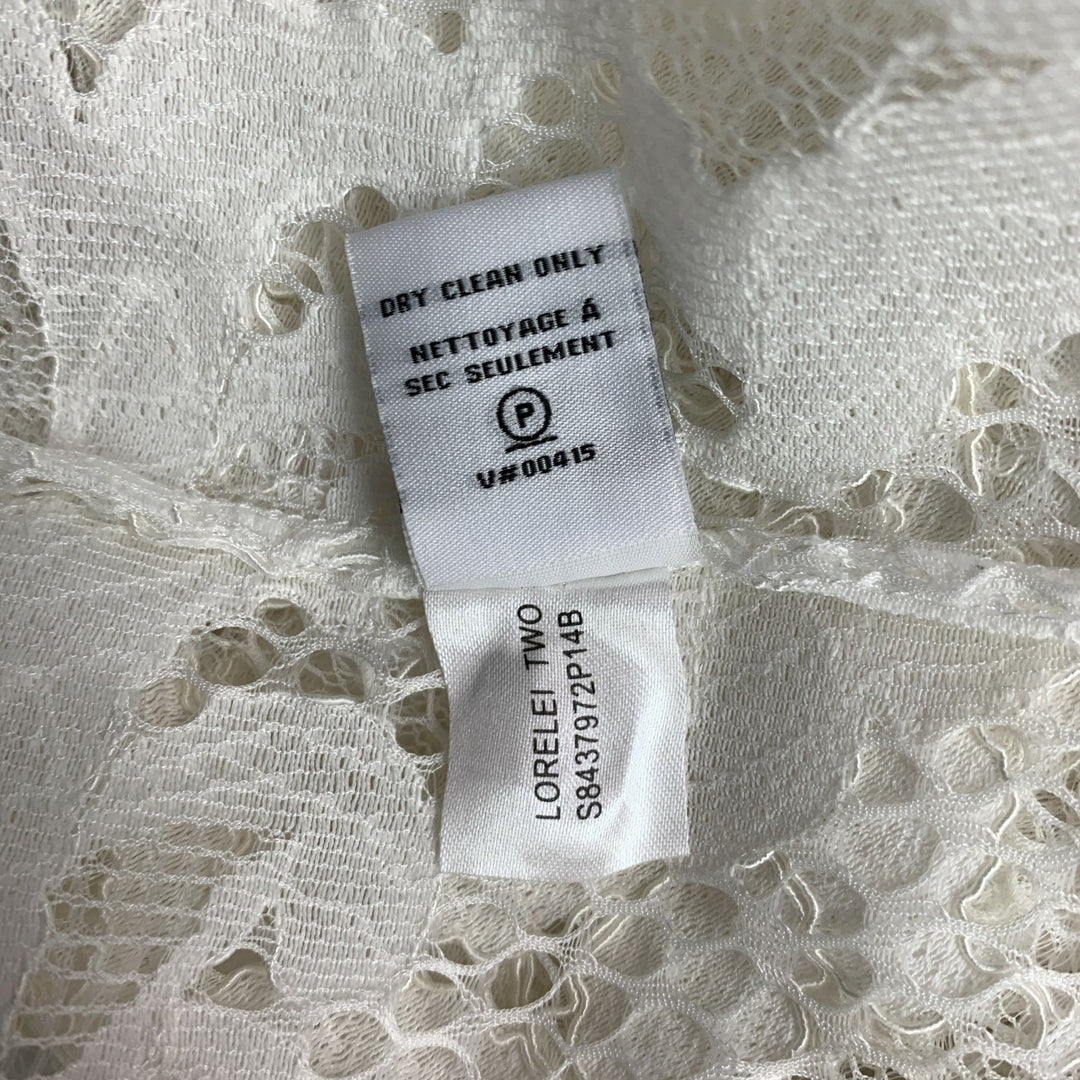 DRY CLEAN ONLY
NETTOYAGE Á
SEC SEULEMENT
P
V#00415
LORELEI TWO
S8437972P14B